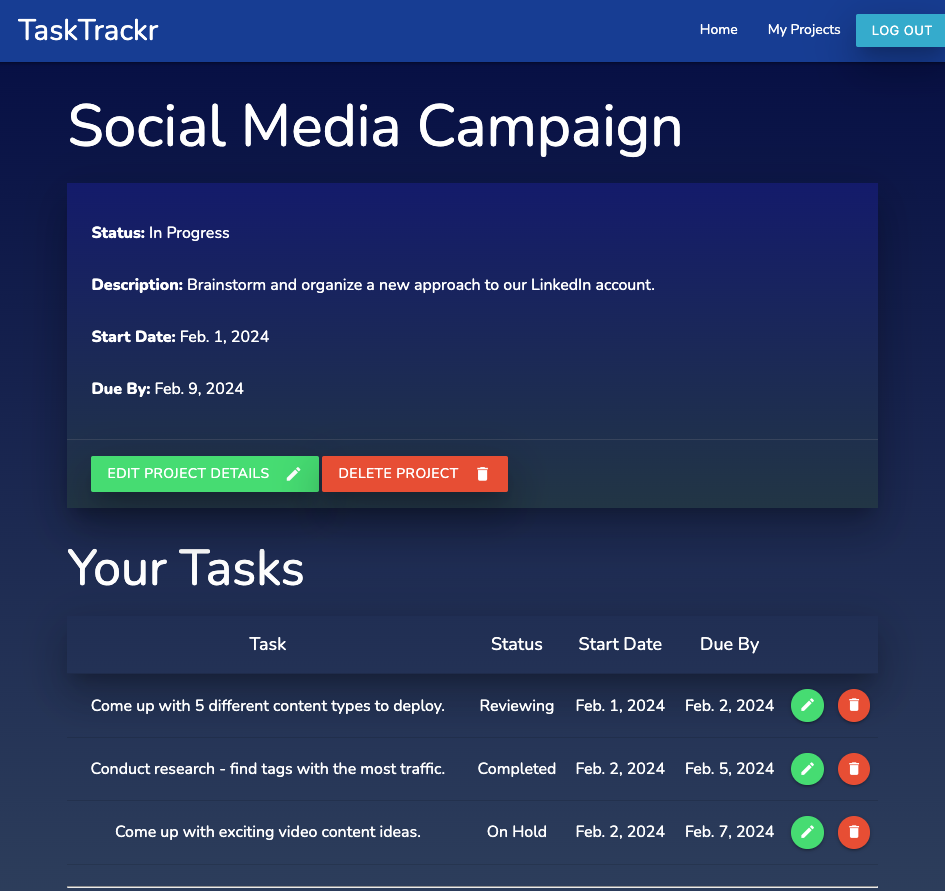 TaskTrackr
Home My Projects LOG OUT
Social Media Campaign
Status: In Progress
Description: Brainstorm and organize a new approach to our LinkedIn account.
Start Date: Feb. 1, 2024
Due By: Feb. 9, 2024
EDIT PROJECT DETAILS DELETE PROJECT
Your Tasks
Task Status Start Date Due By
Come up with 5 different content types to deploy. Reviewing Feb. 1, 2024 Feb. 2, 2024
Conduct research - find tags with the most traffic. Completed Feb. 2, 2024 Feb. 5, 2024
Come up with exciting video content ideas. On Hold Feb. 2, 2024 Feb. 7, 2024